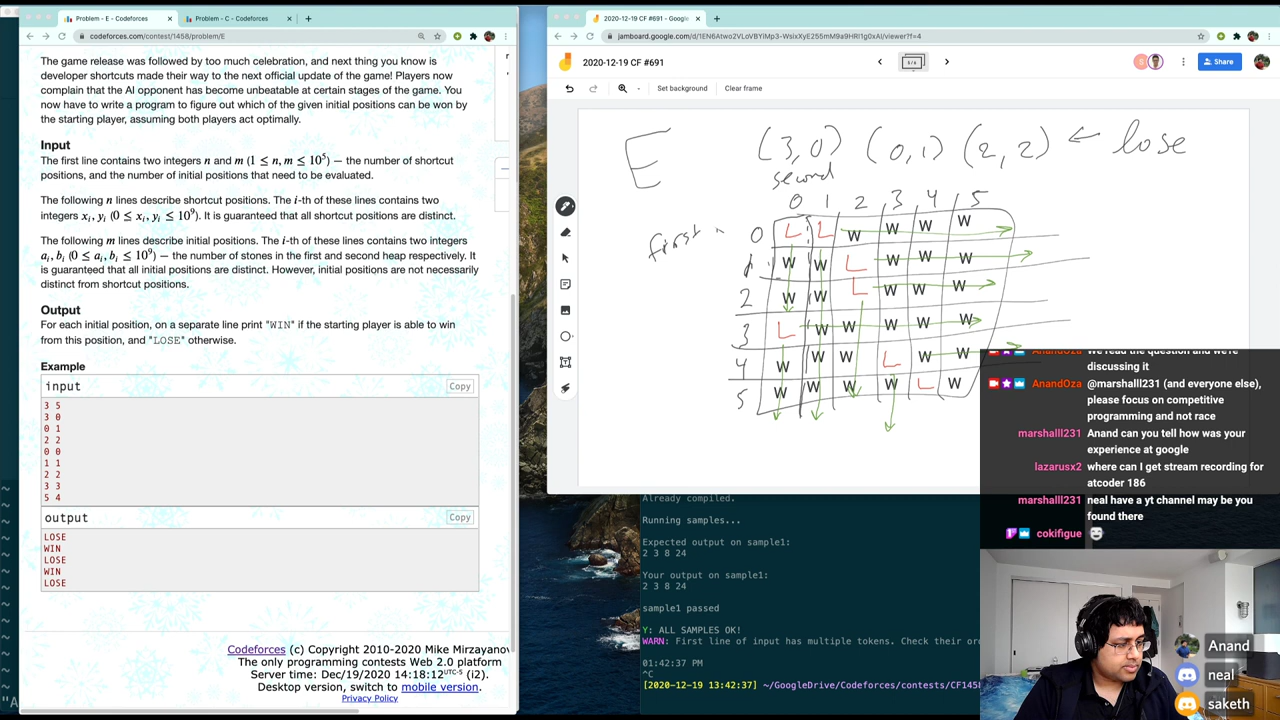 Problem - E - Codeforces
Problem - C - Codeforces
codeforces.com/contest/1458/problem/E
The game release was followed by too much celebration, and next thing you know is
developer shortcuts made their way to the next official update of the game! Players now
complain that the AI opponent has become unbeatable at certain stages of the game. You
now have to write a program to figure out which of the given initial positions can be won by
the starting player, assuming both players act optimally.
Input
The first line contains two integers n and m (1 ≤ n, m ≤ 10^5) — the number of shortcut
positions, and the number of initial positions that need to be evaluated.
The following n lines describe shortcut positions. The i-th of these lines contains two
integers x_i, y_i (0 ≤ x_i, y_i ≤ 10^9). It is guaranteed that all shortcut positions are distinct.
The following m lines describe initial positions. The i-th of these lines contains two integers
a_i, b_i (0 ≤ a_i, b_i ≤ 10^9) — the number of stones in the first and second heap respectively. It
is guaranteed that all initial positions are distinct. However, initial positions are not necessarily
distinct from shortcut positions.
Output
For each initial position, on a separate line print "WIN" if the starting player is able to win
from this position, and "LOSE" otherwise.
Example
input
Copy
3 5
3 0
0 1
2 2
0 0
1 1
2 2
3 3
5 4
output
Copy
LOSE
WIN
LOSE
WIN
LOSE
Codeforces (c) Copyright 2010-2020 Mike Mirzayanov
The only programming contests Web 2.0 platform
Server time: Dec/19/2020 14:18:12 UTC-5 (i2).
Desktop version, switch to mobile version.
Privacy Policy
2020-12-19 CF #691 - Google
jamboard.google.com/d/1EN6Atwo2VLoVBYiMp3-WsixXyE255mM9a9HRl1g0xAI/viewer?f=4
2020-12-19 CF #691
5/6
S
Share
Set background
Clear frame
E
(3,0) (0,1) (2,2) ← lose
second
0 1 2 3 4 5
first
0 L L W W W W
1 W W L W W W
2 W W L W W W
3 L W W W W W
4 W W W L W W
5 W W W W L W
AnandOza we read the question and we're
discussing it
AnandOza @marshalll231 (and everyone else),
please focus on competitive
programming and not race
marshalll231 Anand can you tell how was your
experience at google
lazarusx2 where can I get stream recording for
atcoder 186
marshalll231 neal have a yt channel may be you
found there
cokifigue
Already compiled.
Running samples...
Expected output on sample1:
2 3 8 24
Your output on sample1:
2 3 8 24
sample1 passed
Y: ALL SAMPLES OK!
WARN: First line of input has multiple tokens. Check their or
01:42:37 PM
^C
[2020-12-19 13:42:37] ~/GoogleDrive/Codeforces/contests/CF145
"A
Anand
neal
saketh